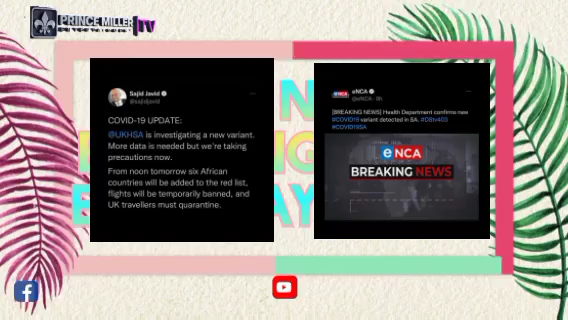 PRINCE MILLER TV
Sajid Javid
@sajidjavid
COVID-19 UPDATE:
@UKHSA is investigating a new variant.
More data is needed but we're taking
precautions now.
From noon tomorrow six African
countries will be added to the red list,
flights will be temporarily banned, and
UK travellers must quarantine.
eNCA
@eNCA · 8h
[BREAKING NEWS] Health Department confirms new
#COVID19 variant detected in SA. #DStv403
#COVID19SA
eNCA
BREAKING NEWS